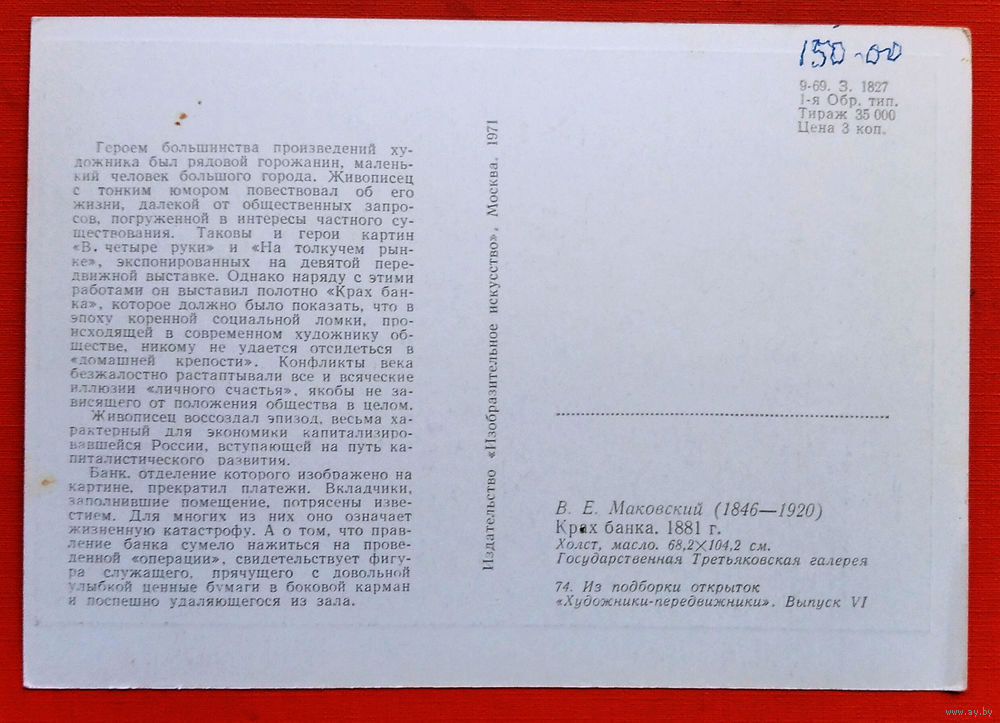 150-00
9-69. З. 1827
1-я Обр. тип.
Тираж 35 000
Цена 3 коп.
Героем большинства произведений ху-
дожника был рядовой горожанин, малень-
кий человек большого города. Живописец
с тонким юмором повествовал об его
жизни, далекой от общественных запро-
сов, погруженной в интересы частного су-
ществования. Таковы и герои картин
«В. четыре руки» и «На толкучем рын-
ке», экспонированных на девятой пере-
движной выставке. Однако наряду с этими
работами он выставил полотно «Крах бан-
ка», которое должно было показать, что в
эпоху коренной социальной ломки, про-
исходящей в современном художнику об-
ществе, никому не удается отсидеться в
«домашней крепости». Конфликты века
безжалостно растаптывали все и всяческие
иллюзии «личного счастья», якобы не за-
висящего от положения общества в целом.
Живописец воссоздал эпизод, весьма ха-
рактерный для экономики капитализиро-
вавшейся России, вступающей на путь ка-
питалистического развития.
Банк, отделение которого изображено на
картине, прекратил платежи. Вкладчики,
заполнившие помещение, потрясены изве-
стием. Для многих из них оно означает
жизненную катастрофу. А о том, что прав-
ление банка сумело нажиться на прове-
денной «операции», свидетельствует фигу-
ра служащего, прячущего с довольной
улыбкой ценные бумаги в боковой карман
и поспешно удаляющегося из зала.
Издательство «Изобразительное искусство», Москва. 1971
В. Е. Маковский (1846—1920)
Крах банка. 1881 г.
Холст, масло. 68,2×104,2 см.
Государственная Третьяковская галерея
74. Из подборки открыток
«Художники-передвижники». Выпуск VI
www.ay.by